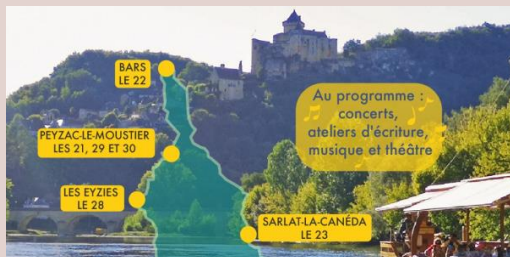 BARS
LE 22
Au programme :
concerts,
ateliers d'écriture,
musique et théâtre
PEYZAC-LE-MOUSTIER
LES 21, 29 ET 30
LES EYZIES
LE 28
SARLAT-LA-CANÉDA
LE 23